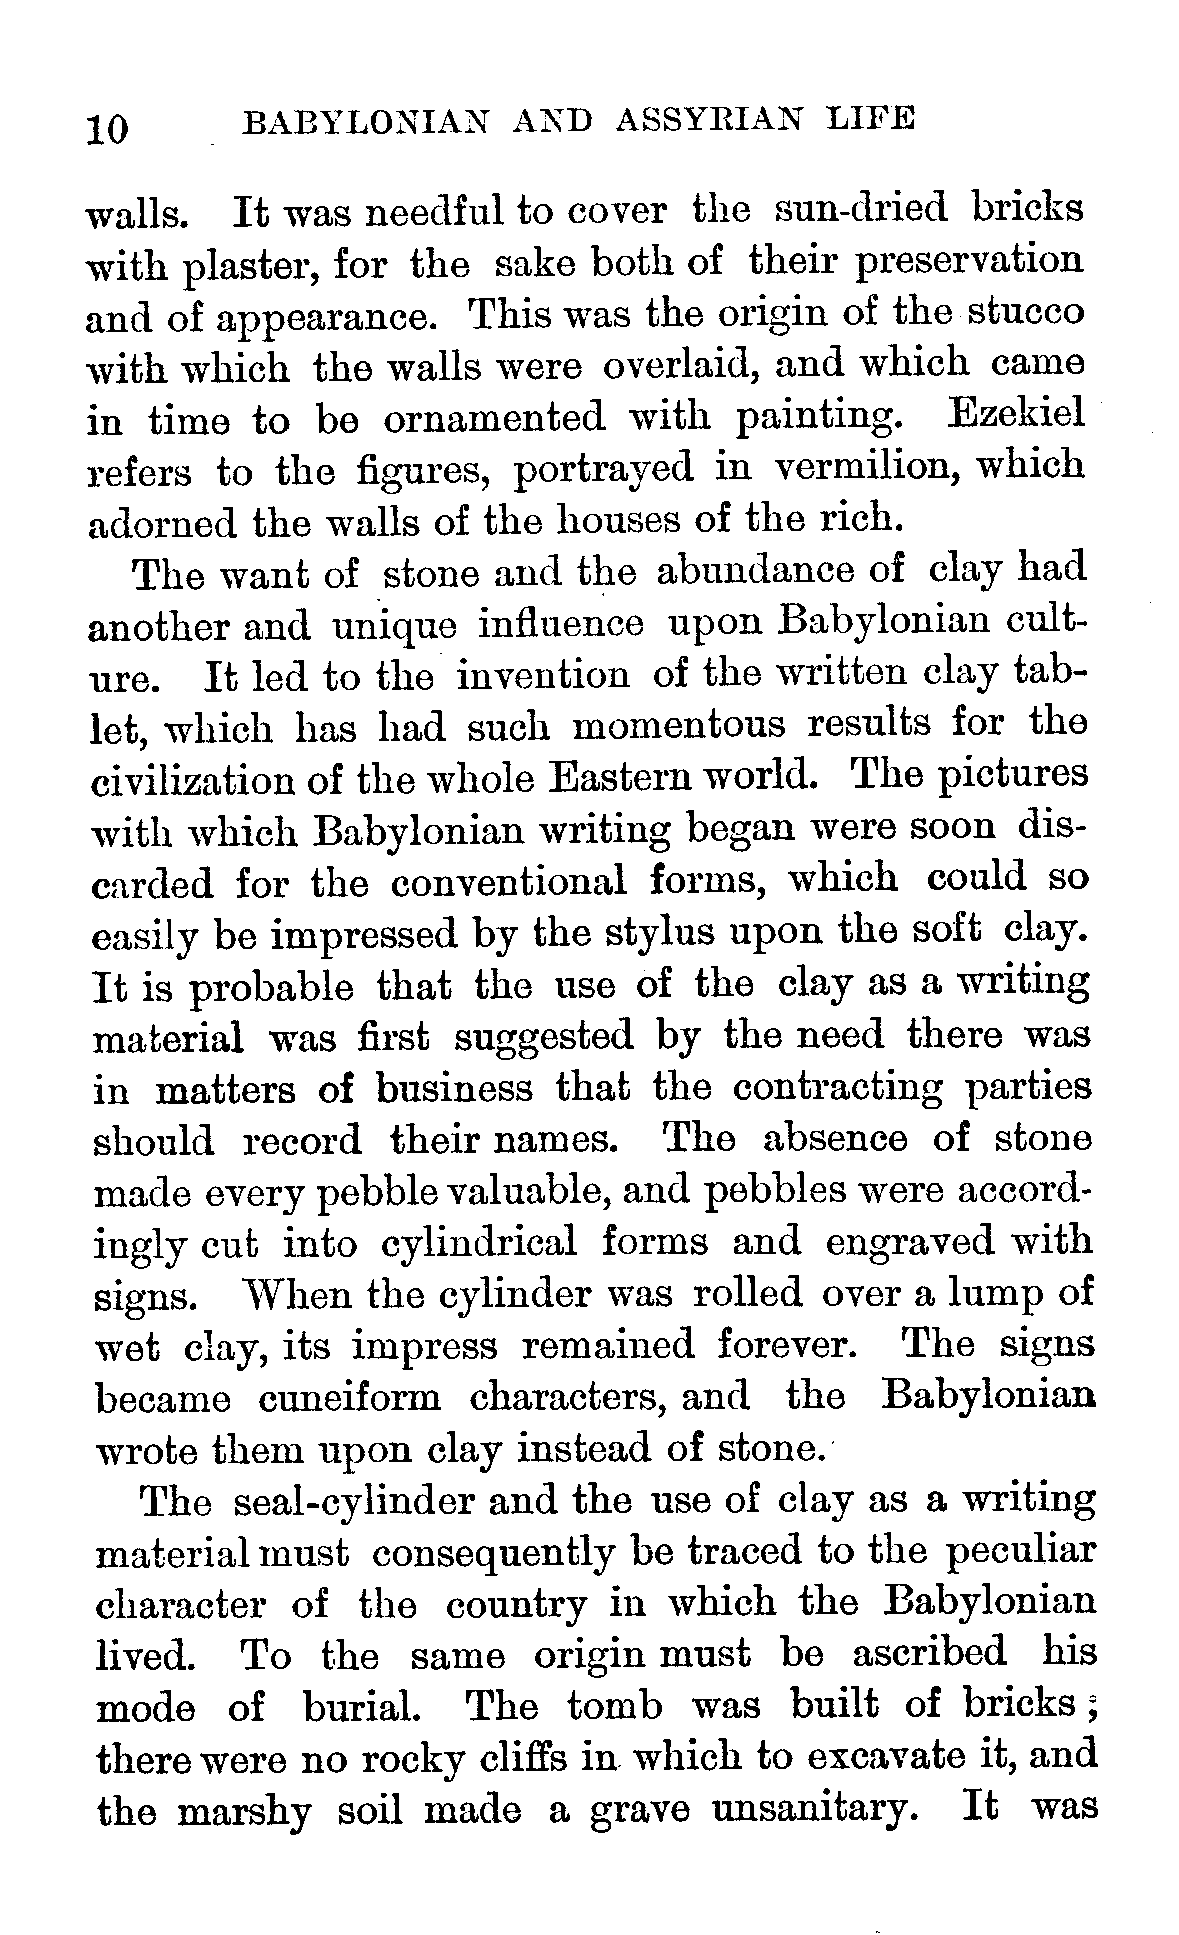 10 BABYLONIAN AND ASSYRIAN LIFE
walls. It was needful to cover the sun-dried bricks
with plaster, for the sake both of their preservation
and of appearance. This was the origin of the stucco
with which the walls were overlaid, and which came
in time to be ornamented with painting. Ezekiel
refers to the figures, portrayed in vermilion, which
adorned the walls of the houses of the rich.
The want of stone and the abundance of clay had
another and unique influence upon Babylonian cult-
ure. It led to the invention of the written clay tab-
let, which has had such momentous results for the
civilization of the whole Eastern world. The pictures
with which Babylonian writing began were soon dis-
carded for the conventional forms, which could so
easily be impressed by the stylus upon the soft clay.
It is probable that the use of the clay as a writing
material was first suggested by the need there was
in matters of business that the contracting parties
should record their names. The absence of stone
made every pebble valuable, and pebbles were accord-
ingly cut into cylindrical forms and engraved with
signs. When the cylinder was rolled over a lump of
wet clay, its impress remained forever. The signs
became cuneiform characters, and the Babylonian
wrote them upon clay instead of stone.
The seal-cylinder and the use of clay as a writing
material must consequently be traced to the peculiar
character of the country in which the Babylonian
lived. To the same origin must be ascribed his
mode of burial. The tomb was built of bricks;
there were no rocky cliffs in which to excavate it, and
the marshy soil made a grave unsanitary. It was